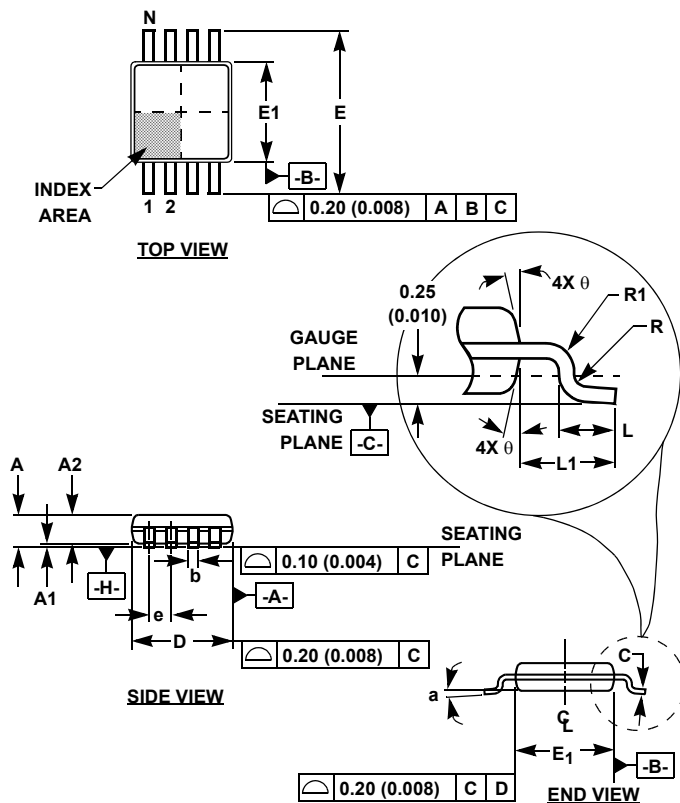 N
E1
E
-B-
INDEX
AREA
1 2
0.20 (0.008) A B C
TOP VIEW
0.25
(0.010)
4X θ
R1
R
GAUGE
PLANE
SEATING
PLANE
-C-
4X θ
L
L1
A
A2
SEATING
PLANE
A1
-H-
b
0.10 (0.004) C
e
-A-
D
0.20 (0.008) C
SIDE VIEW
C
a
CL
E1
-B-
0.20 (0.008) C D
END VIEW